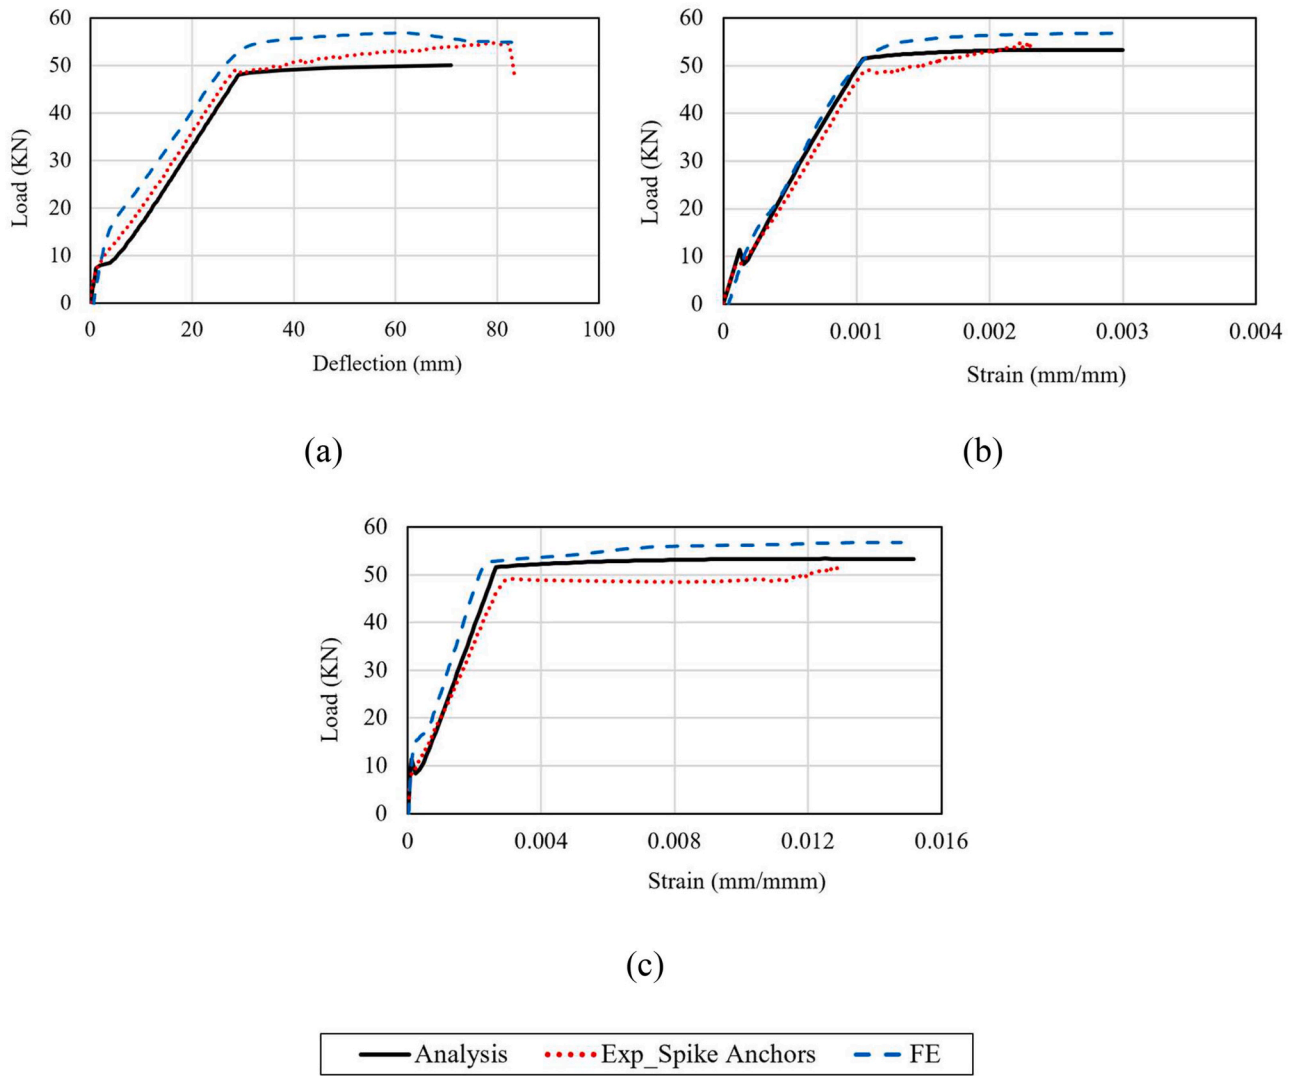 60
50
40
30
20
10
0
Load (KN)
0 20 40 60 80 100
Deflection (mm)
(a)
60
50
40
30
20
10
0
Load (KN)
0 0.001 0.002 0.003 0.004
Strain (mm/mm)
(b)
60
50
40
30
20
10
0
Load (KN)
0 0.004 0.008 0.012 0.016
Strain (mm/mmm)
(c)
Analysis Exp_Spike Anchors FE